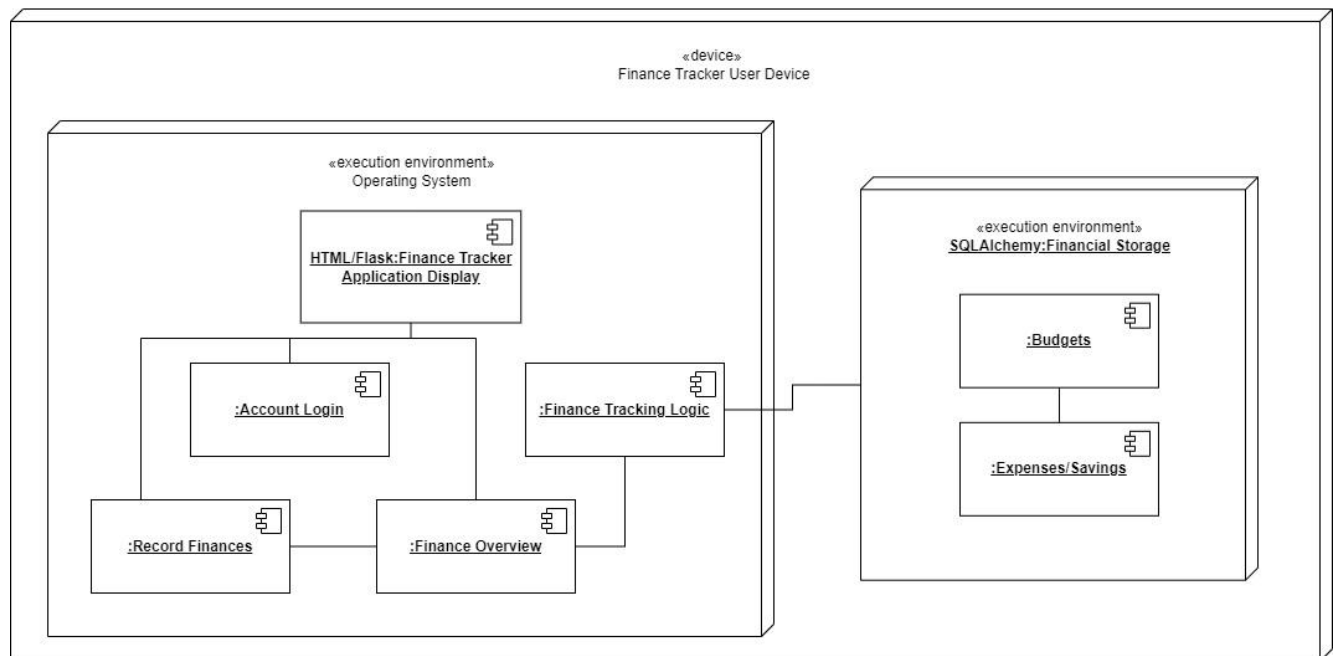 «device»
Finance Tracker User Device
«execution environment»
Operating System
HTML/Flask:Finance Tracker
Application Display
:Account Login
:Finance Tracking Logic
:Record Finances
:Finance Overview
«execution environment»
SQLAlchemy:Financial Storage
:Budgets
:Expenses/Savings